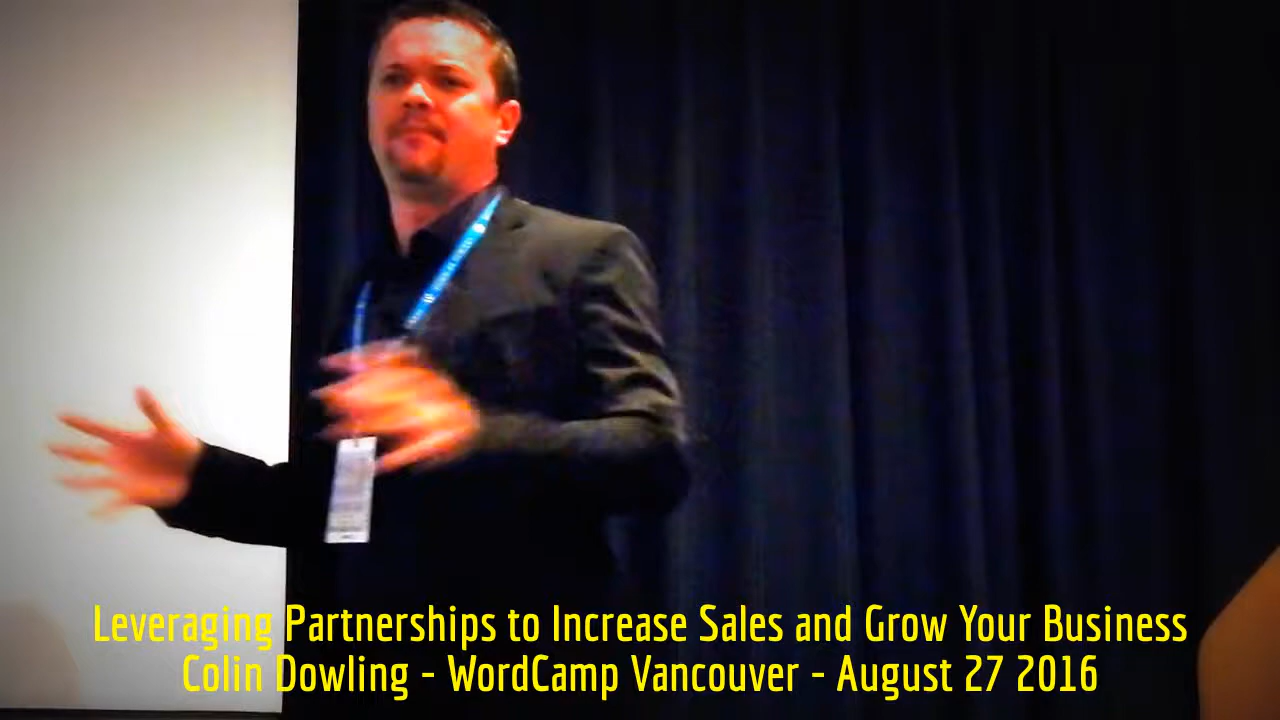 Leveraging Partnerships to Increase Sales and Grow Your Business
Colin Dowling - WordCamp Vancouver - August 27 2016